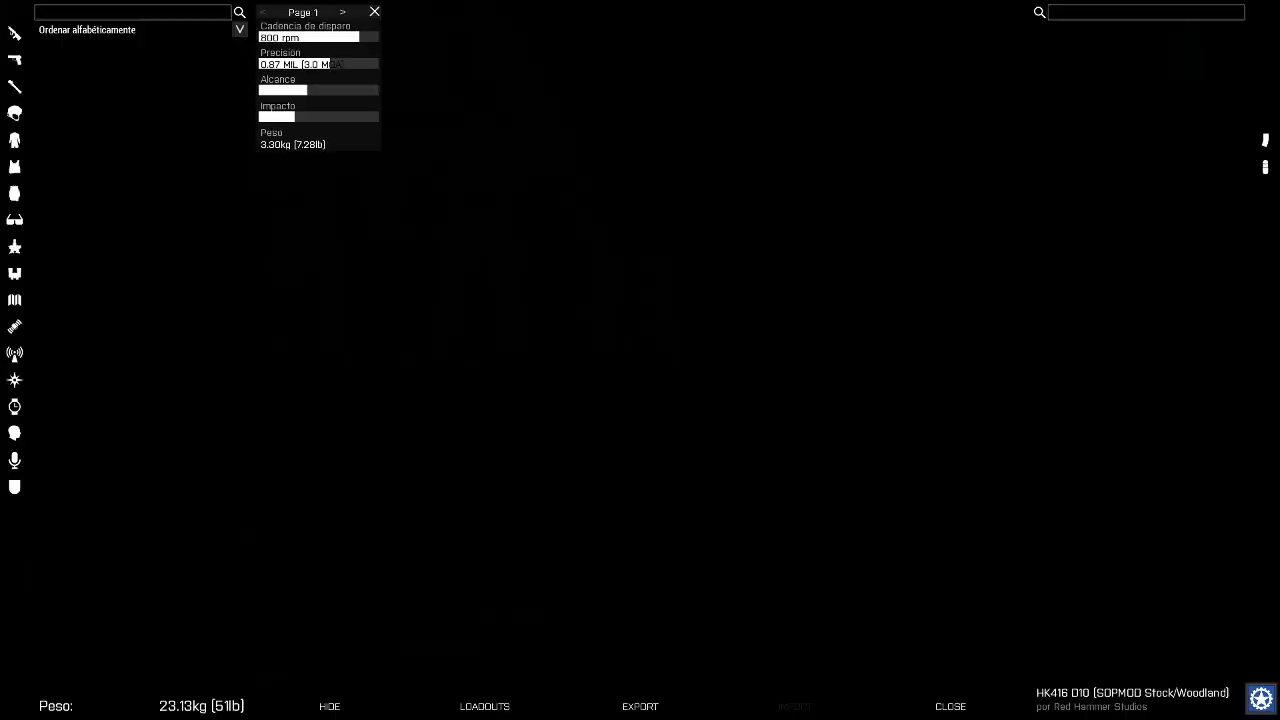 Ordenar alfabéticamente
< Page 1 >
Cadencia de disparo
800 rpm
Precisión
0.87 MIL (3.0 MOA)
Alcance
Impacto
Peso
3.30kg (7.28lb)
Peso: 23.13kg (51lb)
HIDE
LOADOUTS
EXPORT
IMPORT
CLOSE
HK416 D10 (SOPMOD Stock/Woodland)
por Red Hammer Studios